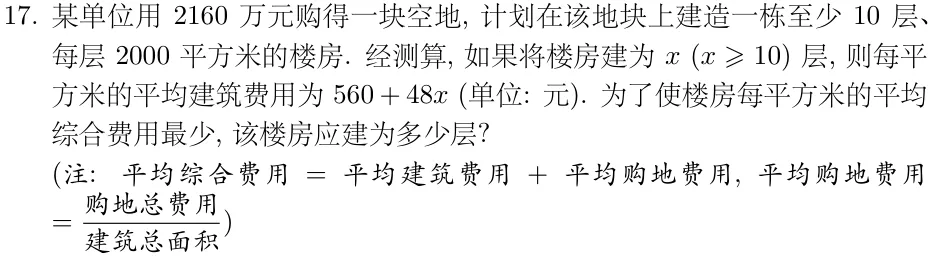 17. 某单位用 2160 万元购得一块空地, 计划在该地块上建造一栋至少 10 层、
每层 2000 平方米的楼房. 经测算, 如果将楼房建为 x (x ⩾ 10) 层, 则每平
方米的平均建筑费用为 560 + 48x (单位: 元). 为了使楼房每平方米的平均
综合费用最少, 该楼房应建为多少层?
(注: 平均综合费用 = 平均建筑费用 + 平均购地费用, 平均购地费用
= 购地总费用/建筑总面积)